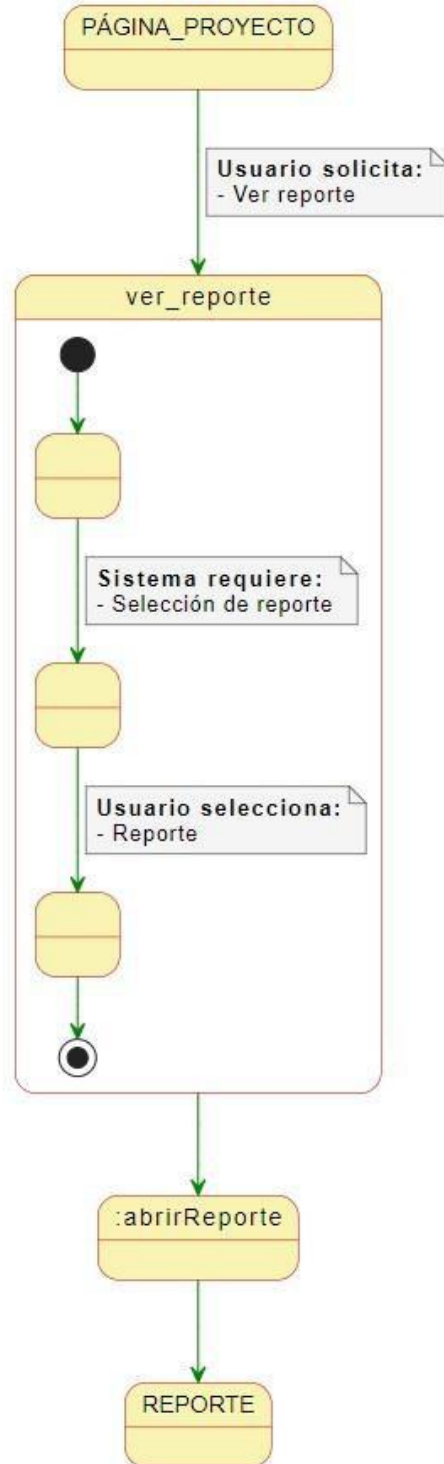 PÁGINA_PROYECTO
Usuario solicita:
- Ver reporte
ver_reporte
Sistema requiere:
- Selección de reporte
Usuario selecciona:
- Reporte
:abrirReporte
REPORTE